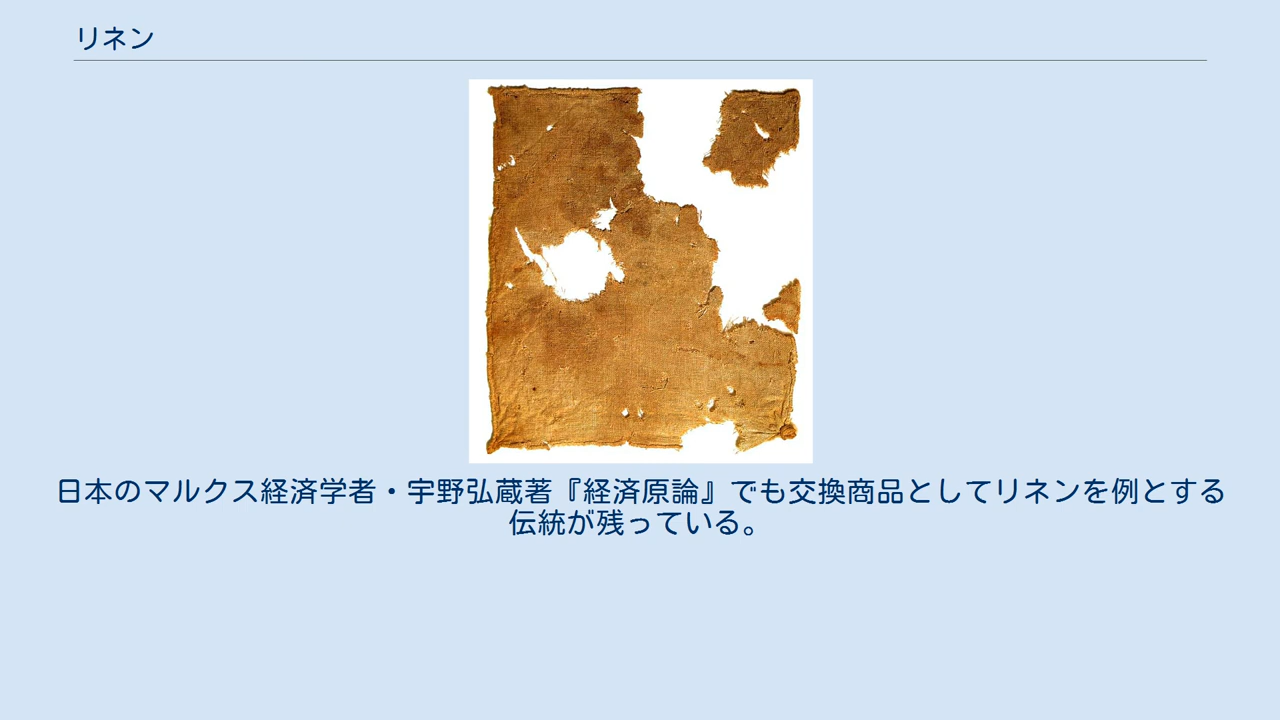 リネン
日本のマルクス経済学者・宇野弘蔵著『経済原論』でも交換商品としてリネンを例とする
伝統が残っている。